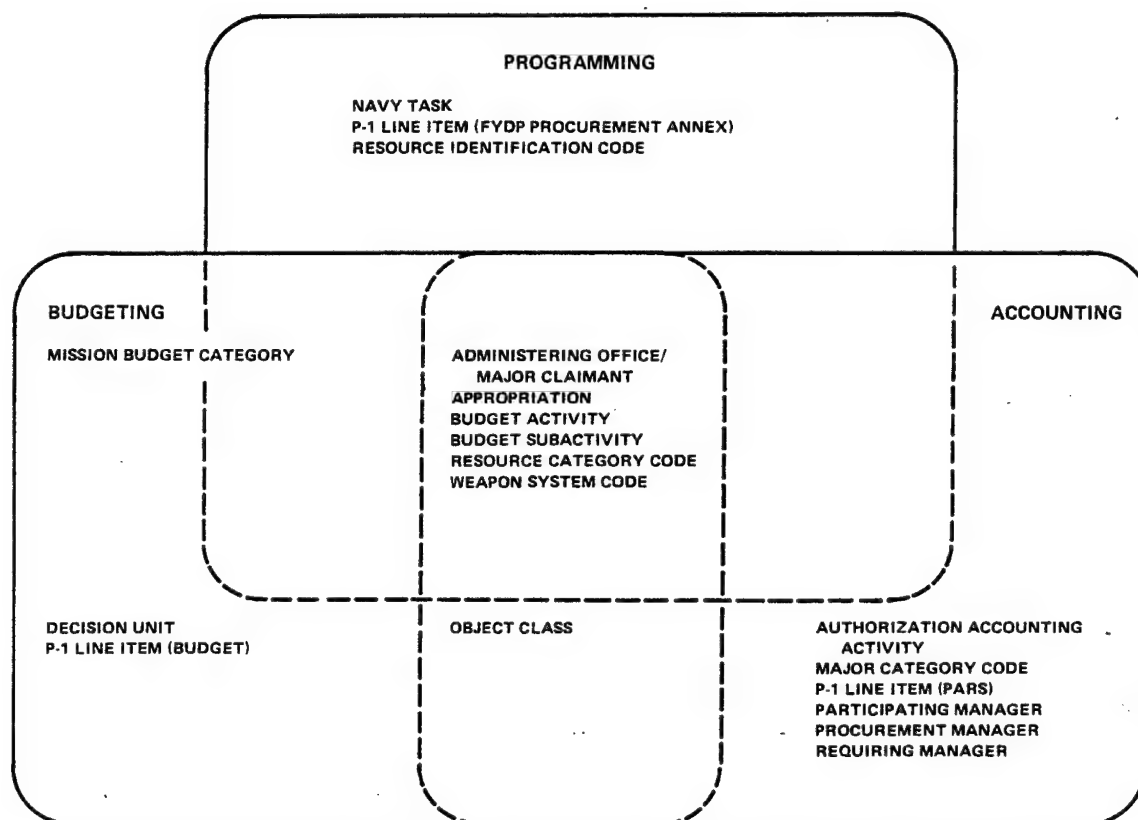 PROGRAMMING
NAVY TASK
P-1 LINE ITEM (FYDP PROCUREMENT ANNEX)
RESOURCE IDENTIFICATION CODE
BUDGETING
MISSION BUDGET CATEGORY
ACCOUNTING
ADMINISTERING OFFICE/
MAJOR CLAIMANT
APPROPRIATION
BUDGET ACTIVITY
BUDGET SUBACTIVITY
RESOURCE CATEGORY CODE
WEAPON SYSTEM CODE
DECISION UNIT
P-1 LINE ITEM (BUDGET)
OBJECT CLASS
AUTHORIZATION ACCOUNTING
ACTIVITY
MAJOR CATEGORY CODE
P-1 LINE ITEM (PARS)
PARTICIPATING MANAGER
PROCUREMENT MANAGER
REQUIRING MANAGER